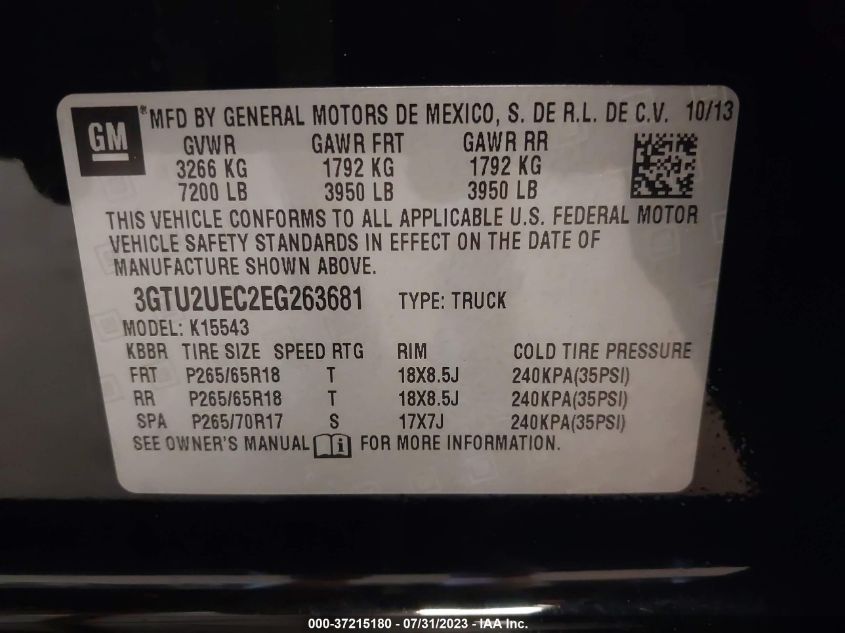 GM ® MFD BY GENERAL MOTORS DE MEXICO, S. DE R.L. DE C.V. 10/13
GVWR GAWR FRT GAWR RR
3266 KG 1792 KG 1792 KG
7200 LB 3950 LB 3950 LB
THIS VEHICLE CONFORMS TO ALL APPLICABLE U.S. FEDERAL MOTOR
VEHICLE SAFETY STANDARDS IN EFFECT ON THE DATE OF
MANUFACTURE SHOWN ABOVE.
3GTU2UEC2EG263681 TYPE: TRUCK
MODEL: K15543
KBBR TIRE SIZE SPEED RTG RIM COLD TIRE PRESSURE
FRT P265/65R18 T 18X8.5J 240KPA(35PSI)
RR P265/65R18 T 18X8.5J 240KPA(35PSI)
SPA P265/70R17 S 17X7J 240KPA(35PSI)
SEE OWNER'S MANUAL i FOR MORE INFORMATION.
000-37215180 - 07/31/2023 - IAA Inc.